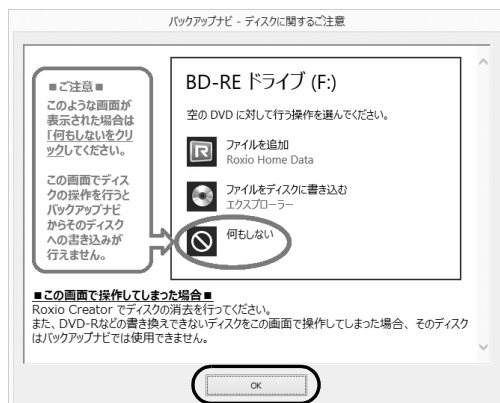 バックアップナビ - ディスクに関するご注意
■ご注意■
このような画面が
表示された場合は
「何もしないをクリ
ックしてください。
この画面でディス
クの操作を行うと
バックアップナビ
からそのディスク
への書き込みが
行えません。
BD-RE ドライブ (F:)
空の DVD に対して行う操作を選んでください。
ファイルを追加
Roxio Home Data
ファイルをディスクに書き込む
エクスプローラー
何もしない
■この画面で操作してしまった場合■
Roxio Creator でディスクの消去を行ってください。
また、DVD-Rなどの書き換えできないディスクをこの画面で操作してしまった場合、そのディスク
はバックアップナビでは使用できません。
OK